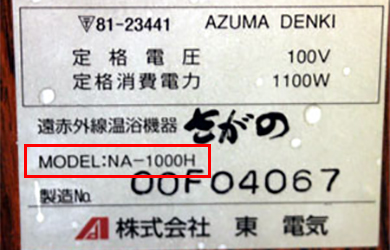 81-23441 AZUMA DENKI
定格電圧 100V
定格消費電力 1100W
遠赤外線温浴機器 さがの
MODEL:NA-1000H
製造No. 00F04067
株式会社 東 電気